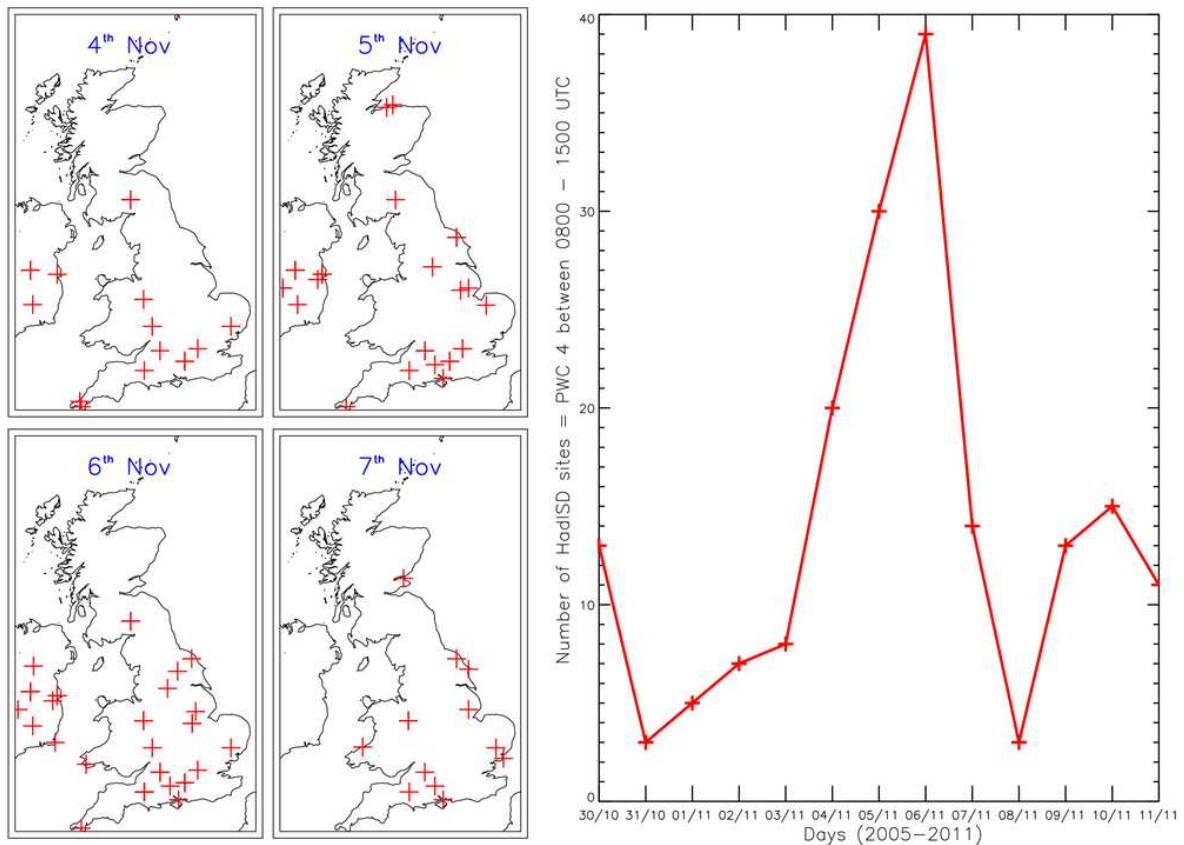 4th Nov
5th Nov
6th Nov
7th Nov
Number of HadISD sites = PWC 4 between 0800 - 1500 UTC
40
30
20
10
0
30/10 31/10 01/11 02/11 03/11 04/11 05/11 06/11 07/11 08/11 09/11 10/11 11/11
Days (2005-2011)